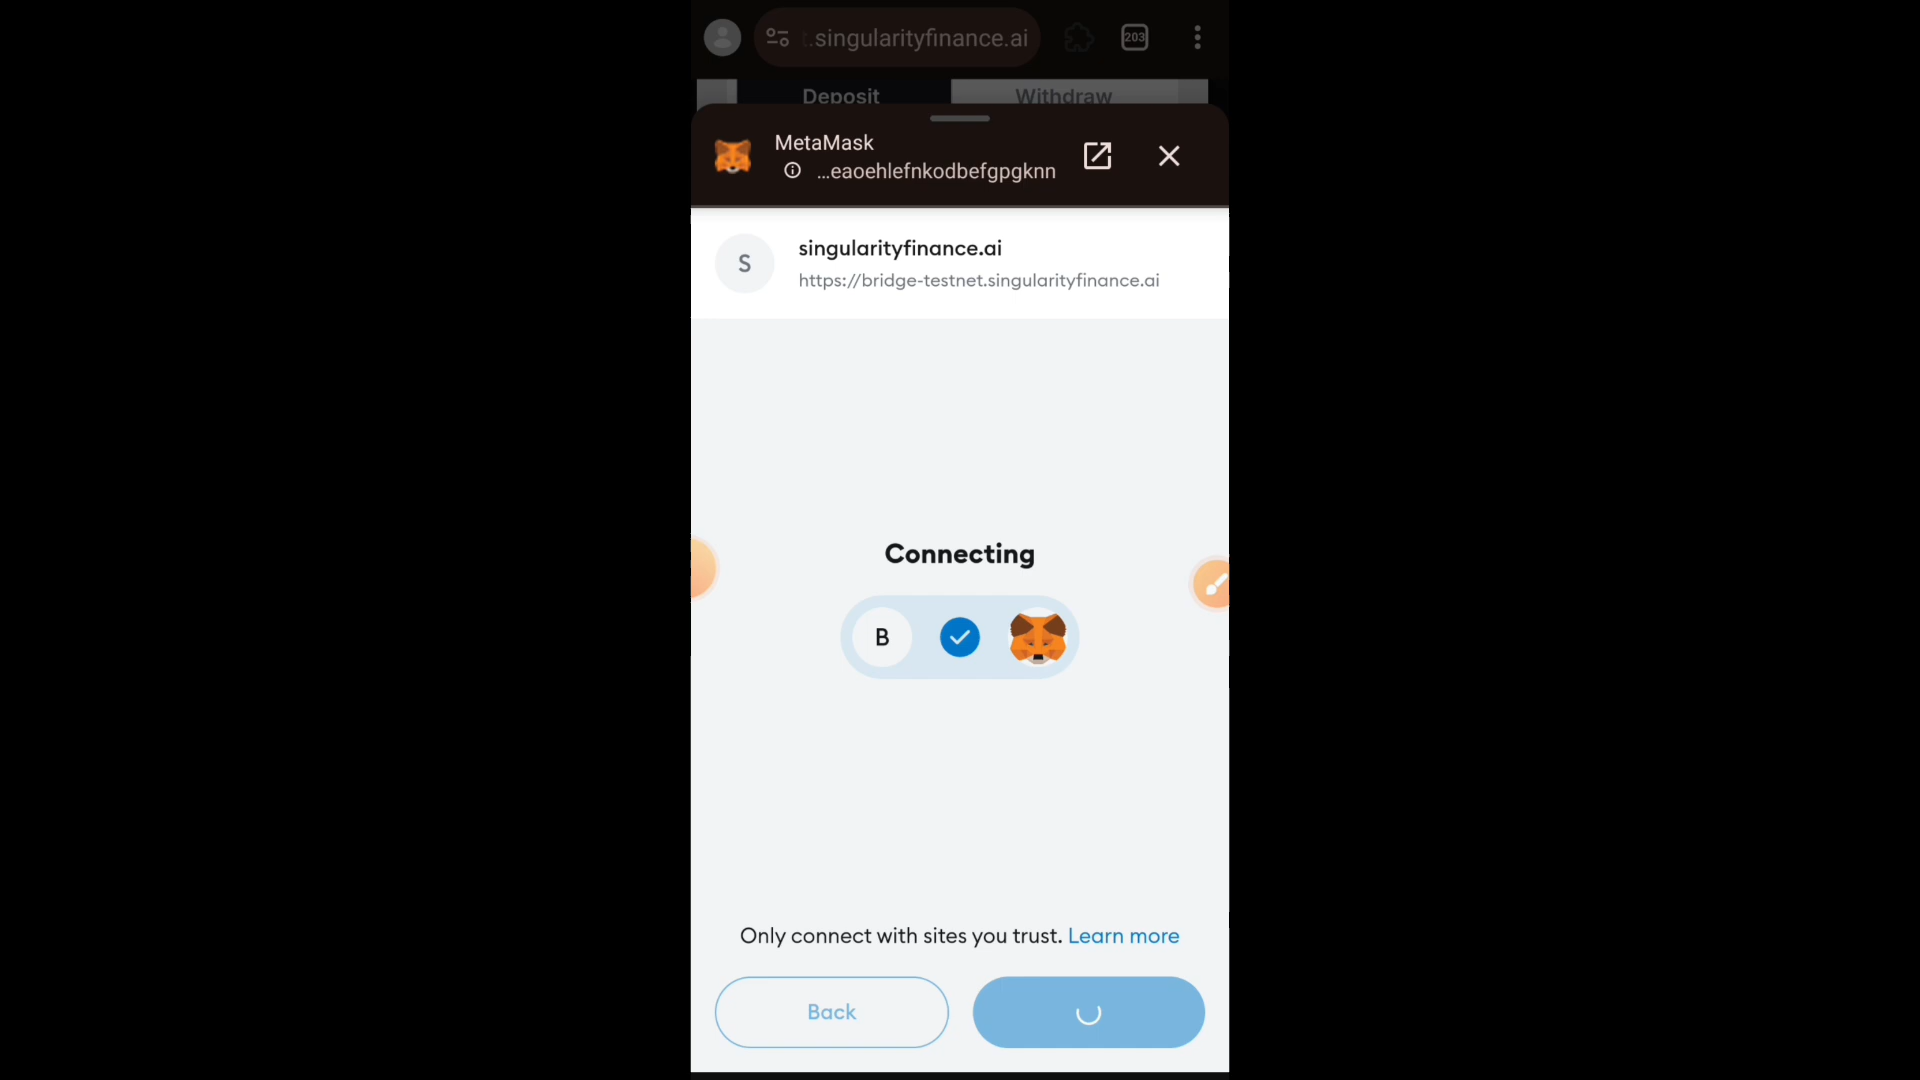 .singularityfinance.ai
203
Deposit
Withdraw
MetaMask
...eaoehlefnkodbefgpgknn
S
singularityfinance.ai
https://bridge-testnet.singularityfinance.ai
Connecting
B
Only connect with sites you trust. Learn more
Back